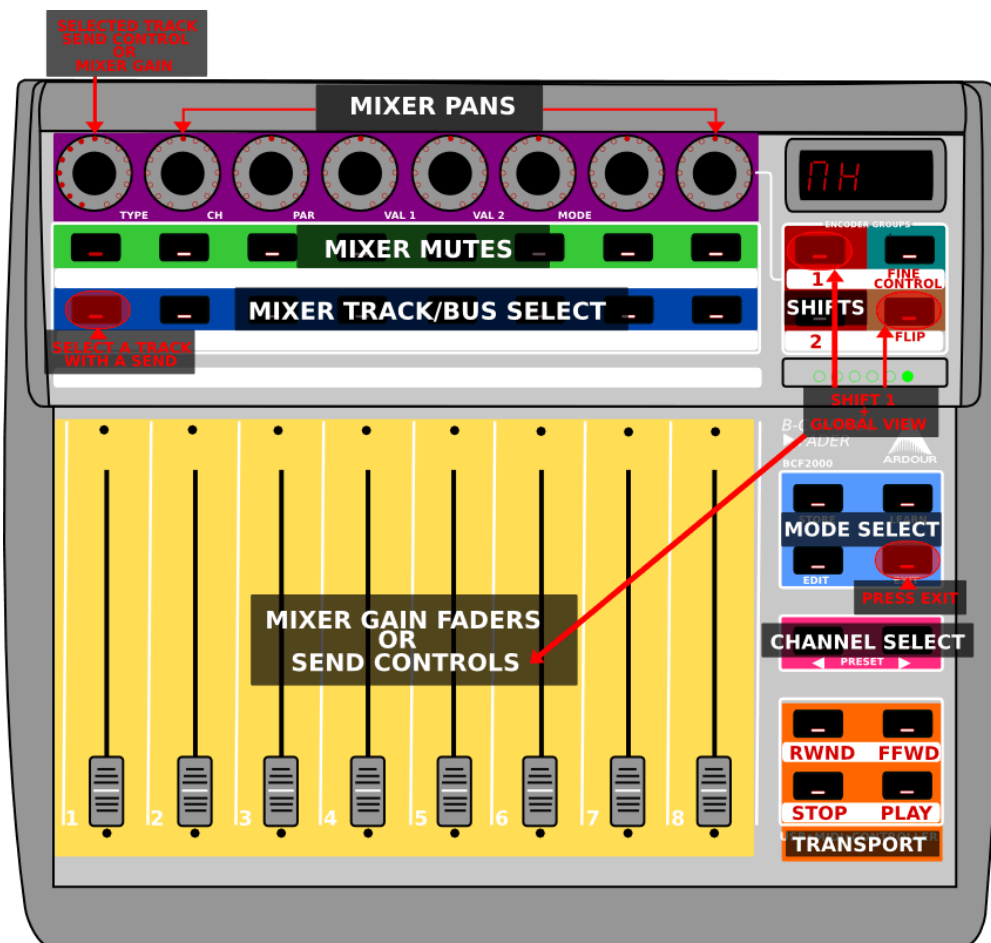 SELECTED TRACK
SEND CONTROL
OR
MIXER GAIN
MIXER PANS
TYPE CH PAR VAL 1 VAL 2 MODE
ENCODER GROUPS
MIXER MUTES
1 FINE
CONTROL
MIXER TRACK/BUS SELECT
SHIFTS
2 FLIP
SELECT A TRACK
WITH A SEND
SHIFT 1
+
GLOBAL VIEW
ARDOUR
BCF2000
MODE SELECT
EDIT EXIT
PRESS EXIT
MIXER GAIN FADERS
OR
SEND CONTROLS
CHANNEL SELECT
PRESET
RWND FFWD
STOP PLAY
1 2 3 4 5 6 7 8
TRANSPORT